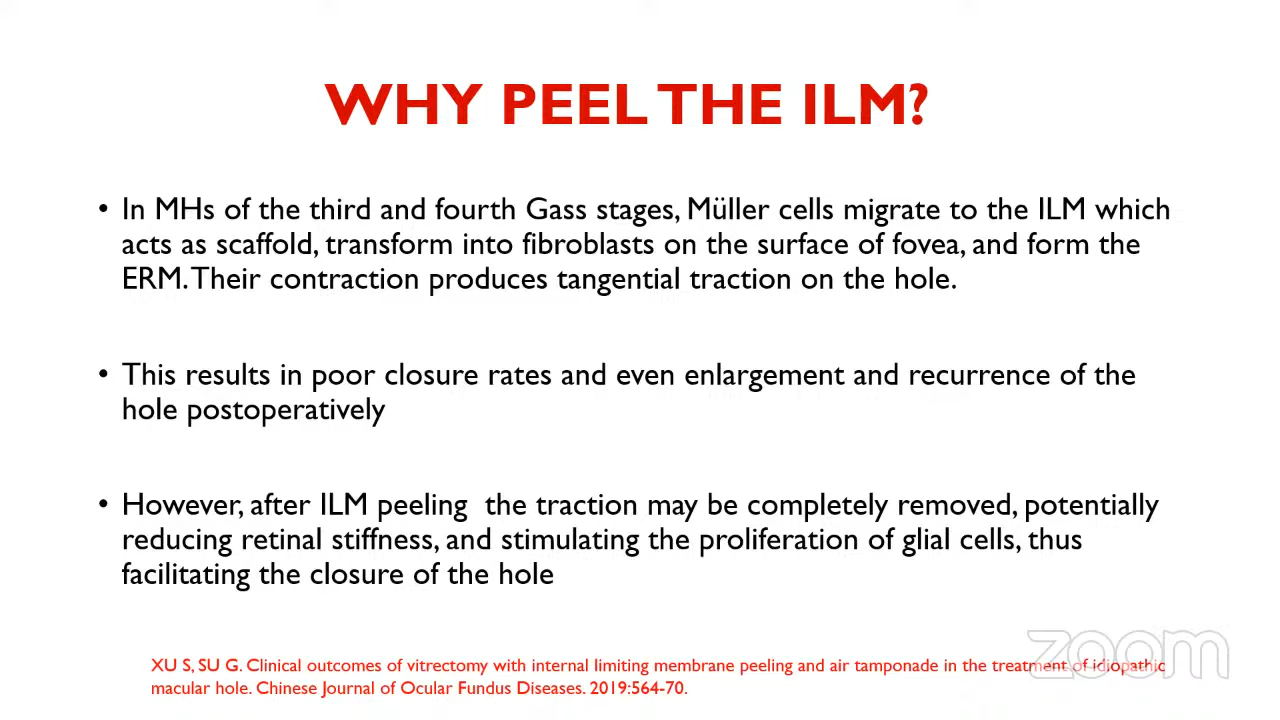 WHY PEEL THE ILM?
• In MHs of the third and fourth Gass stages, Müller cells migrate to the ILM which
acts as scaffold, transform into fibroblasts on the surface of fovea, and form the
ERM. Their contraction produces tangential traction on the hole.
• This results in poor closure rates and even enlargement and recurrence of the
hole postoperatively
• However, after ILM peeling the traction may be completely removed, potentially
reducing retinal stiffness, and stimulating the proliferation of glial cells, thus
facilitating the closure of the hole
zoom
XU S, SU G. Clinical outcomes of vitrectomy with internal limiting membrane peeling and air tamponade in the treatment of idiopathic
macular hole. Chinese Journal of Ocular Fundus Diseases. 2019:564-70.